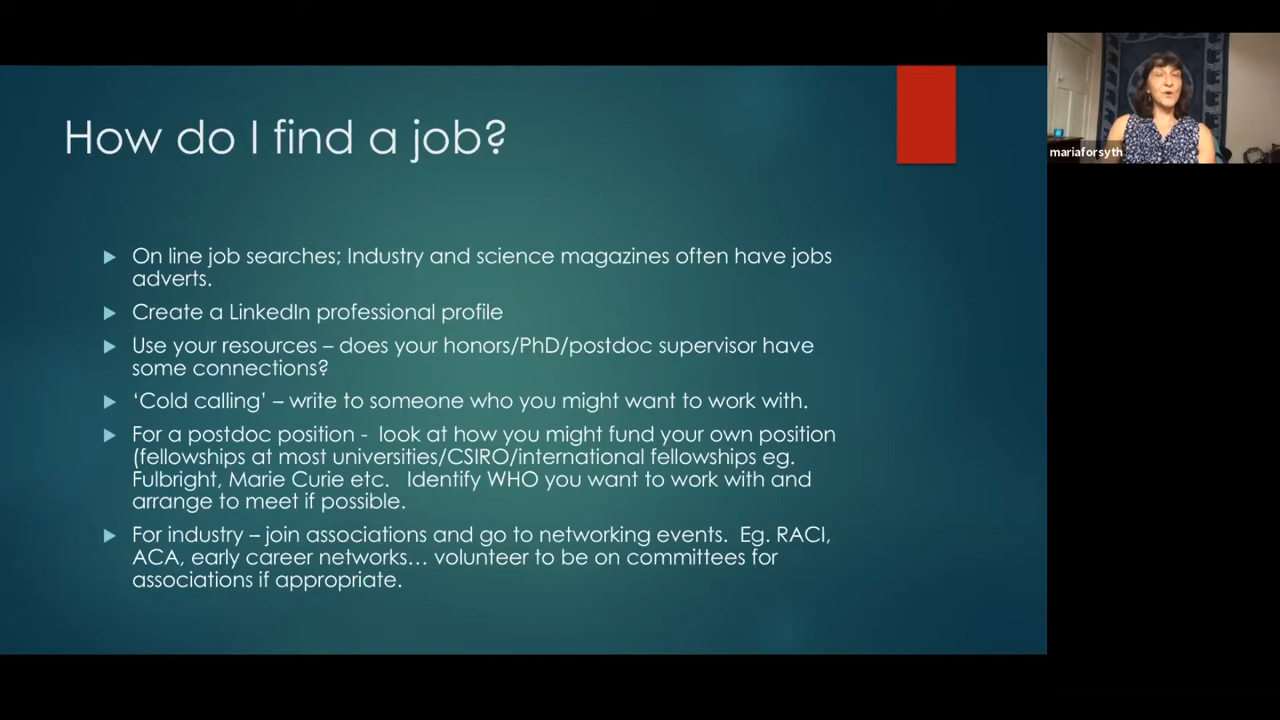 How do I find a job?
On line job searches; Industry and science magazines often have jobs
adverts.
Create a LinkedIn professional profile
Use your resources – does your honors/PhD/postdoc supervisor have
some connections?
‘Cold calling’ – write to someone who you might want to work with.
For a postdoc position -  look at how you might fund your own position
(fellowships at most universities/CSIRO/international fellowships eg.
Fulbright, Marie Curie etc.   Identify WHO you want to work with and
arrange to meet if possible.
For industry – join associations and go to networking events.  Eg. RACI,
ACA, early career networks… volunteer to be on committees for
associations if appropriate.
mariaforsyth